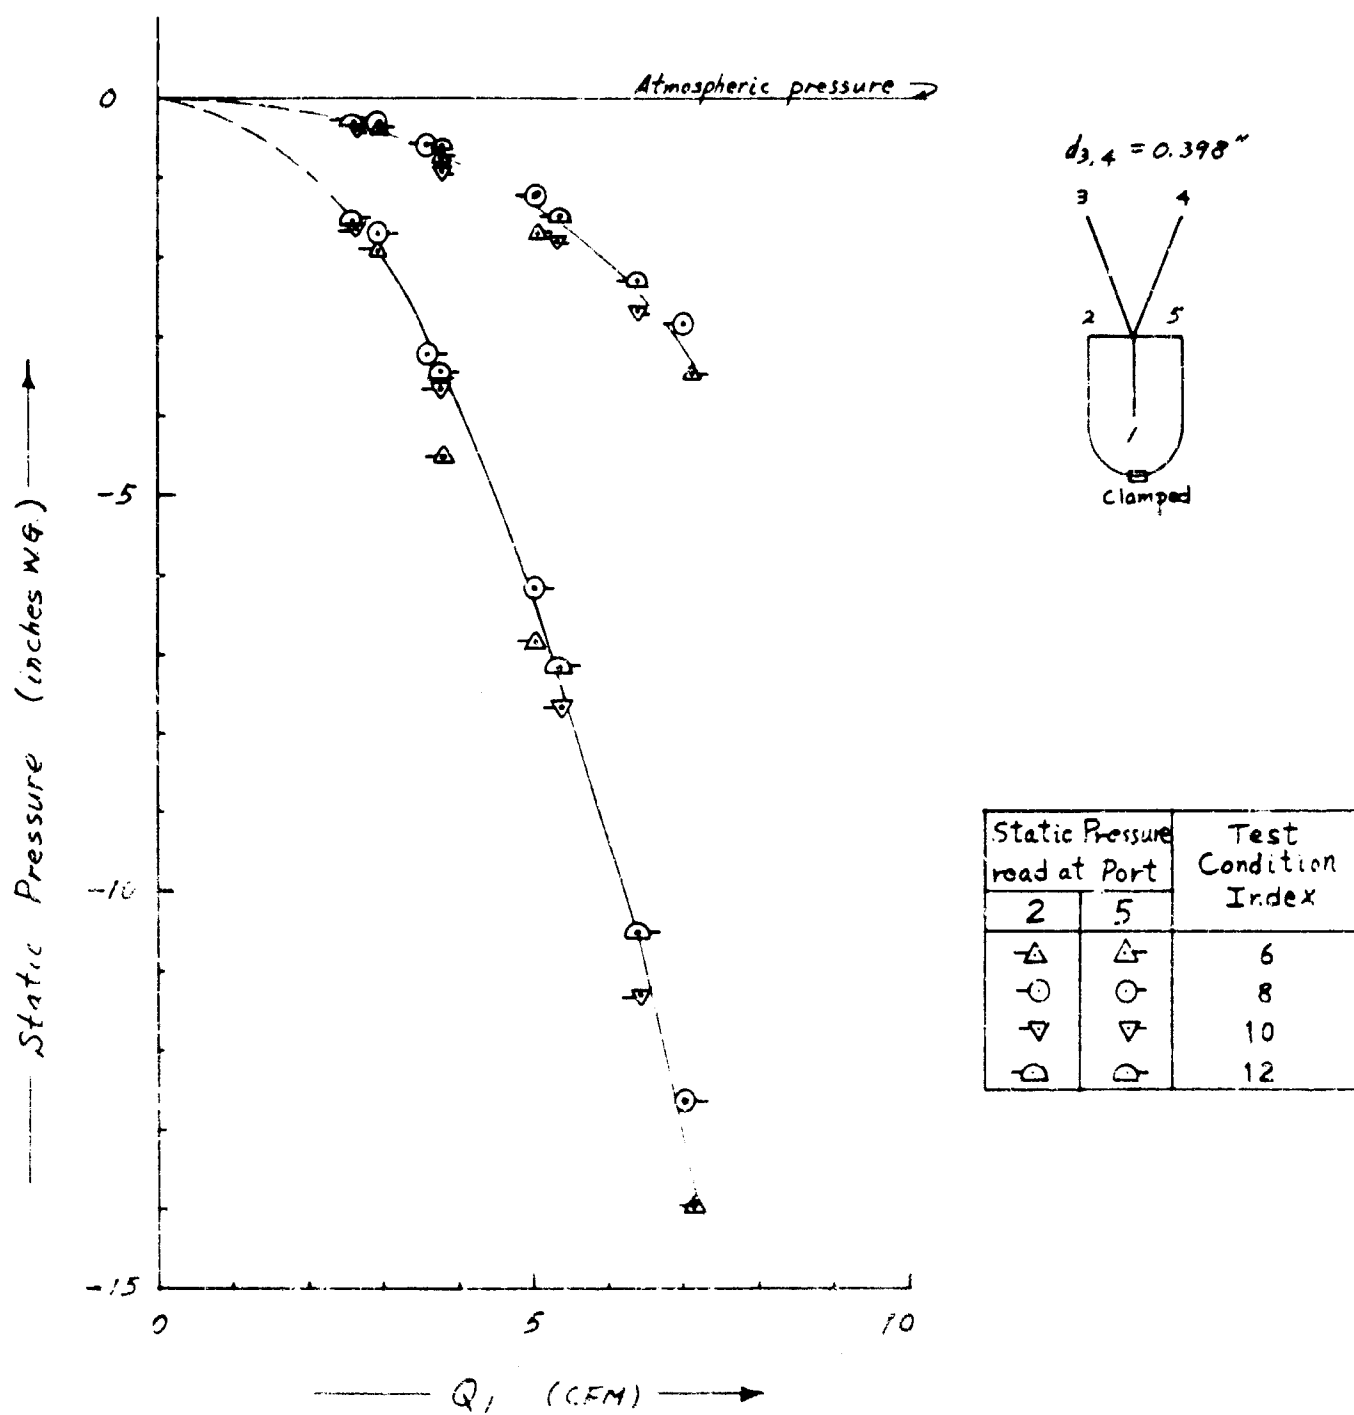 Atmospheric pressure
0
-5
-10
-15
0
5
10
Static Pressure (inches W.G.)
Q₁ (CFM)
d₃,₄ = 0.398"
3 4
2 5
1
Clamped
Static Pressure
read at Port
Test
Condition
Index
2 5
6
8
10
12